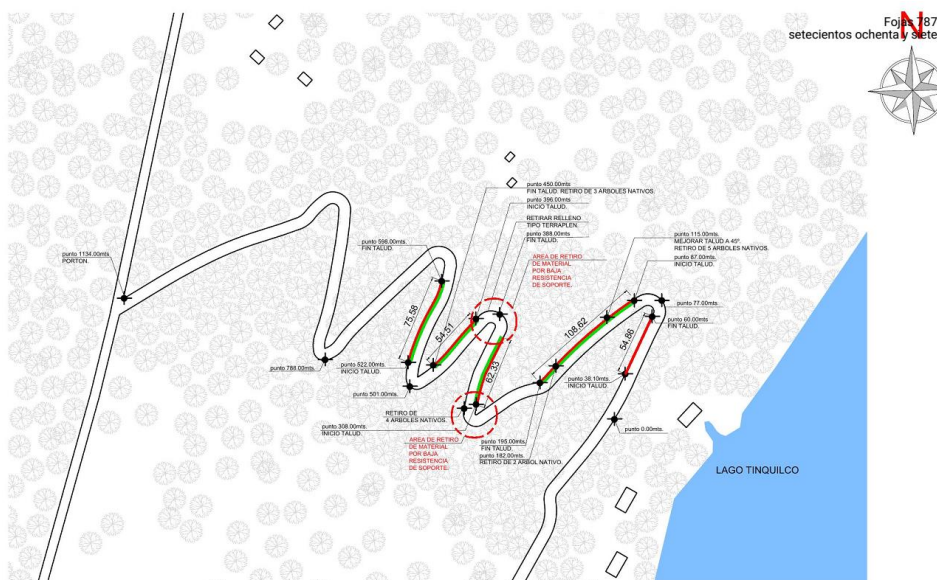 Fojas 787
setecientos ochenta y siete
N
punto 450.00mts
FIN TALUD. RETIRO DE 3 ARBOLES NATIVOS.
punto 396.00mts
INICIO TALUD.
RETIRAR RELLENO
TIPO TERRAPLEN.
punto 388.00mts
FIN TALUD.
AREA DE RETIRO
DE MATERIAL
POR BAJA
RESISTENCIA
DE SOPORTE.
punto 115.00mts.
MEJORAR TALUD A 45º.
RETIRO DE 5 ARBOLES NATIVOS.
punto 87.00mts.
INICIO TALUD.
punto 598.00mts.
FIN TALUD.
punto 1134.00mts
PORTON.
punto 77.00mts.
punto 60.00mts
FIN TALUD.
75.58
54.51
62.33
108.62
54.86
punto 788.00mts.
punto 522.00mts
INICIO TALUD.
punto 501.00mts.
punto 38.10mts
INICIO TALUD.
RETIRO DE
4 ARBOLES NATIVOS.
punto 308.00mts.
INICIO TALUD.
AREA DE RETIRO
DE MATERIAL
POR BAJA
RESISTENCIA
DE SOPORTE.
punto 195.00mts
FIN TALUD.
punto 182.00mts.
RETIRO DE 2 ARBOL NATIVO.
punto 0.00mts.
LAGO TINQUILCO